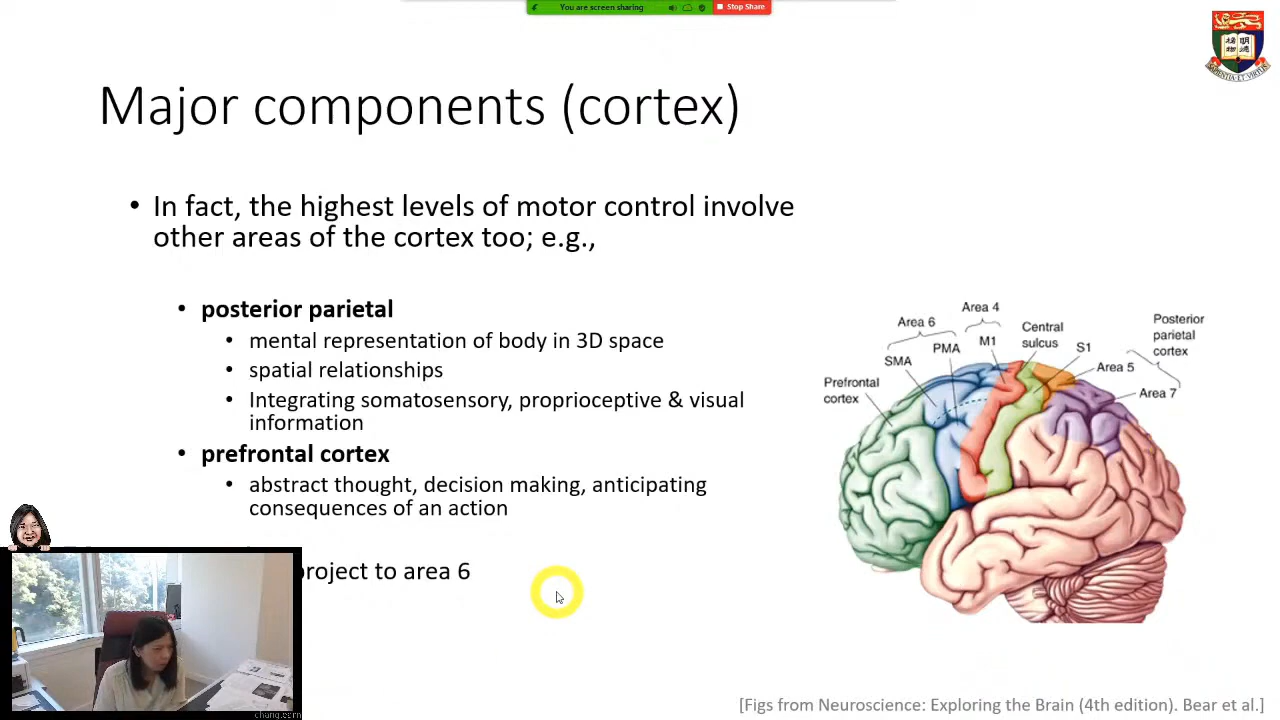 You are screen sharing
Stop Share
SAPIENTIA ET VIRTUS
Major components (cortex)
• In fact, the highest levels of motor control involve
other areas of the cortex too; e.g.,
• posterior parietal
• mental representation of body in 3D space
• spatial relationships
• Integrating somatosensory, proprioceptive & visual
information
• prefrontal cortex
• abstract thought, decision making, anticipating
consequences of an action
project to area 6
Area 4
Area 6
M1
Central
sulcus
Posterior
parietal
cortex
PMA
S1
SMA
Area 5
Area 7
Prefrontal
cortex
[Figs from Neuroscience: Exploring the Brain (4th edition). Bear et al.]